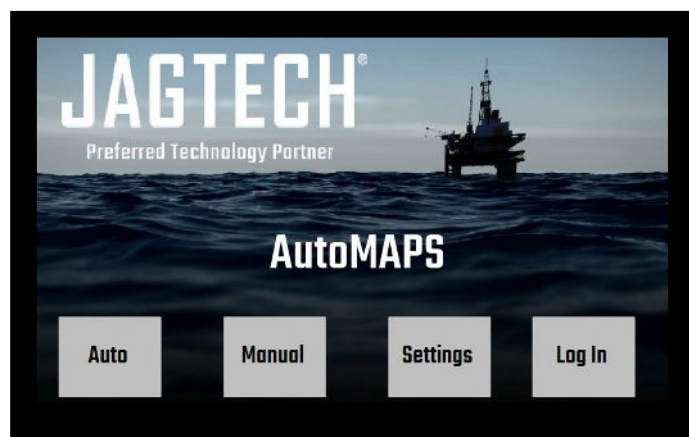 JAGTECH®
Preferred Technology Partner
AutoMAPS
Auto Manual Settings Log In